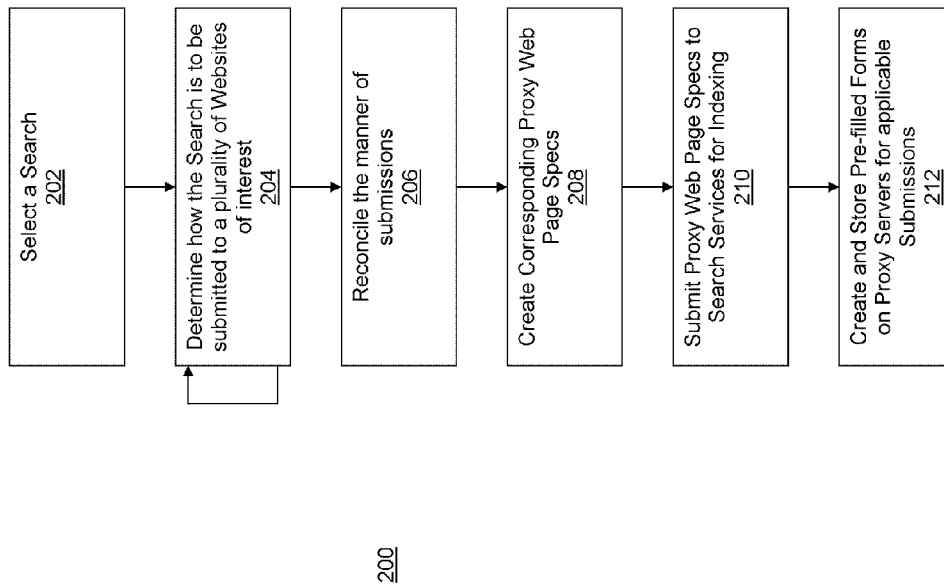 Select a Search
202
Determine how the Search is to be
submitted to a plurality of Websites
of interest
204
Reconcile the manner of
submissions
206
Create Corresponding Proxy Web
Page Specs
208
Submit Proxy Web Page Specs to
Search Services for Indexing
210
Create and Store Pre-filled Forms
on Proxy Servers for applicable
Submissions
212
200